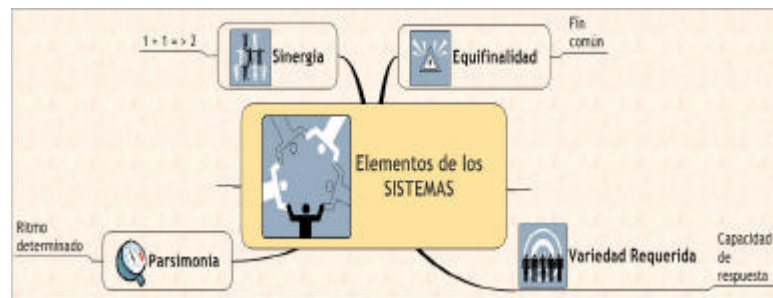 1 + 1 = > 2
Sinergia
Equifinalidad
Fin
común
Elementos de los
SISTEMAS
Ritmo
determinado
Parsimonia
Variedad Requerida
Capacidad
de
respuesta